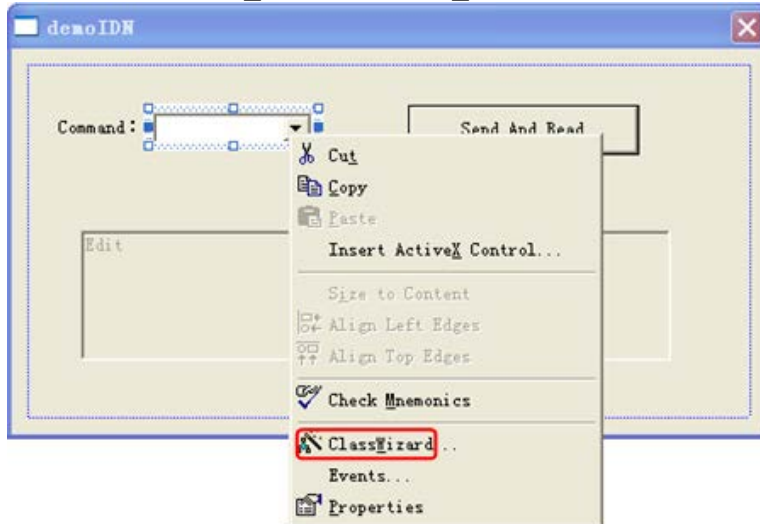 demoIDN
Command:
Send And Read
Edit
Cut
Copy
Paste
Insert ActiveX Control...
Size to Content
Align Left Edges
Align Top Edges
Check Mnemonics
ClassWizard...
Events...
Properties